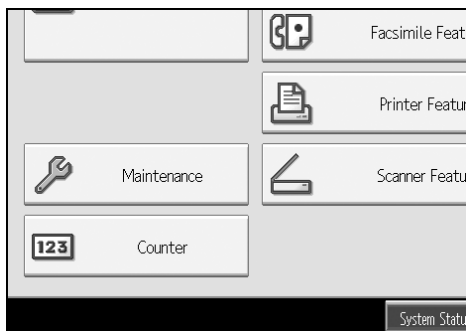 Facsimile Feat
Printer Featur
Maintenance
Scanner Featu
123
Counter
System Statu